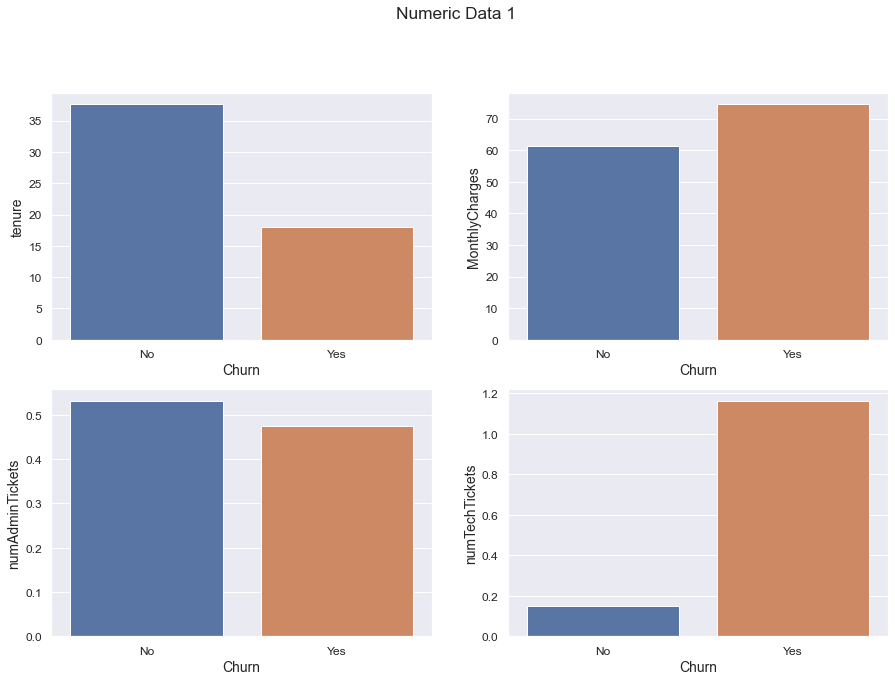 Numeric Data 1
tenure
35
30
25
20
15
10
5
0
No
Yes
Churn
MonthlyCharges
70
60
50
40
30
20
10
0
No
Yes
Churn
numAdminTickets
0.5
0.4
0.3
0.2
0.1
0.0
No
Yes
Churn
numTechTickets
1.2
1.0
0.8
0.6
0.4
0.2
0.0
No
Yes
Churn